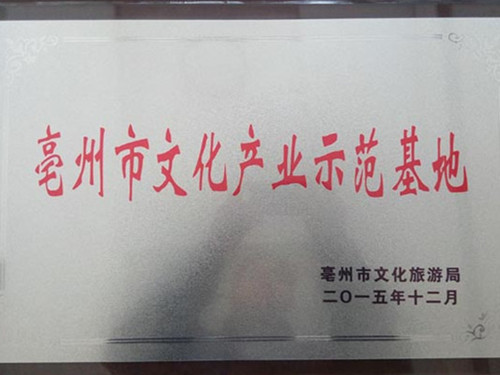 亳州市文化产业示范基地
亳州市文化旅游局
二〇一五年十二月